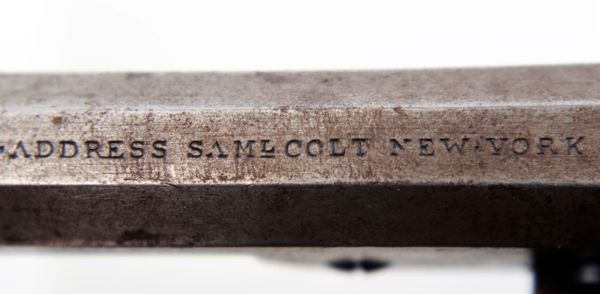 ·ADDRESS SAMᴸ COLT NEW·YORK